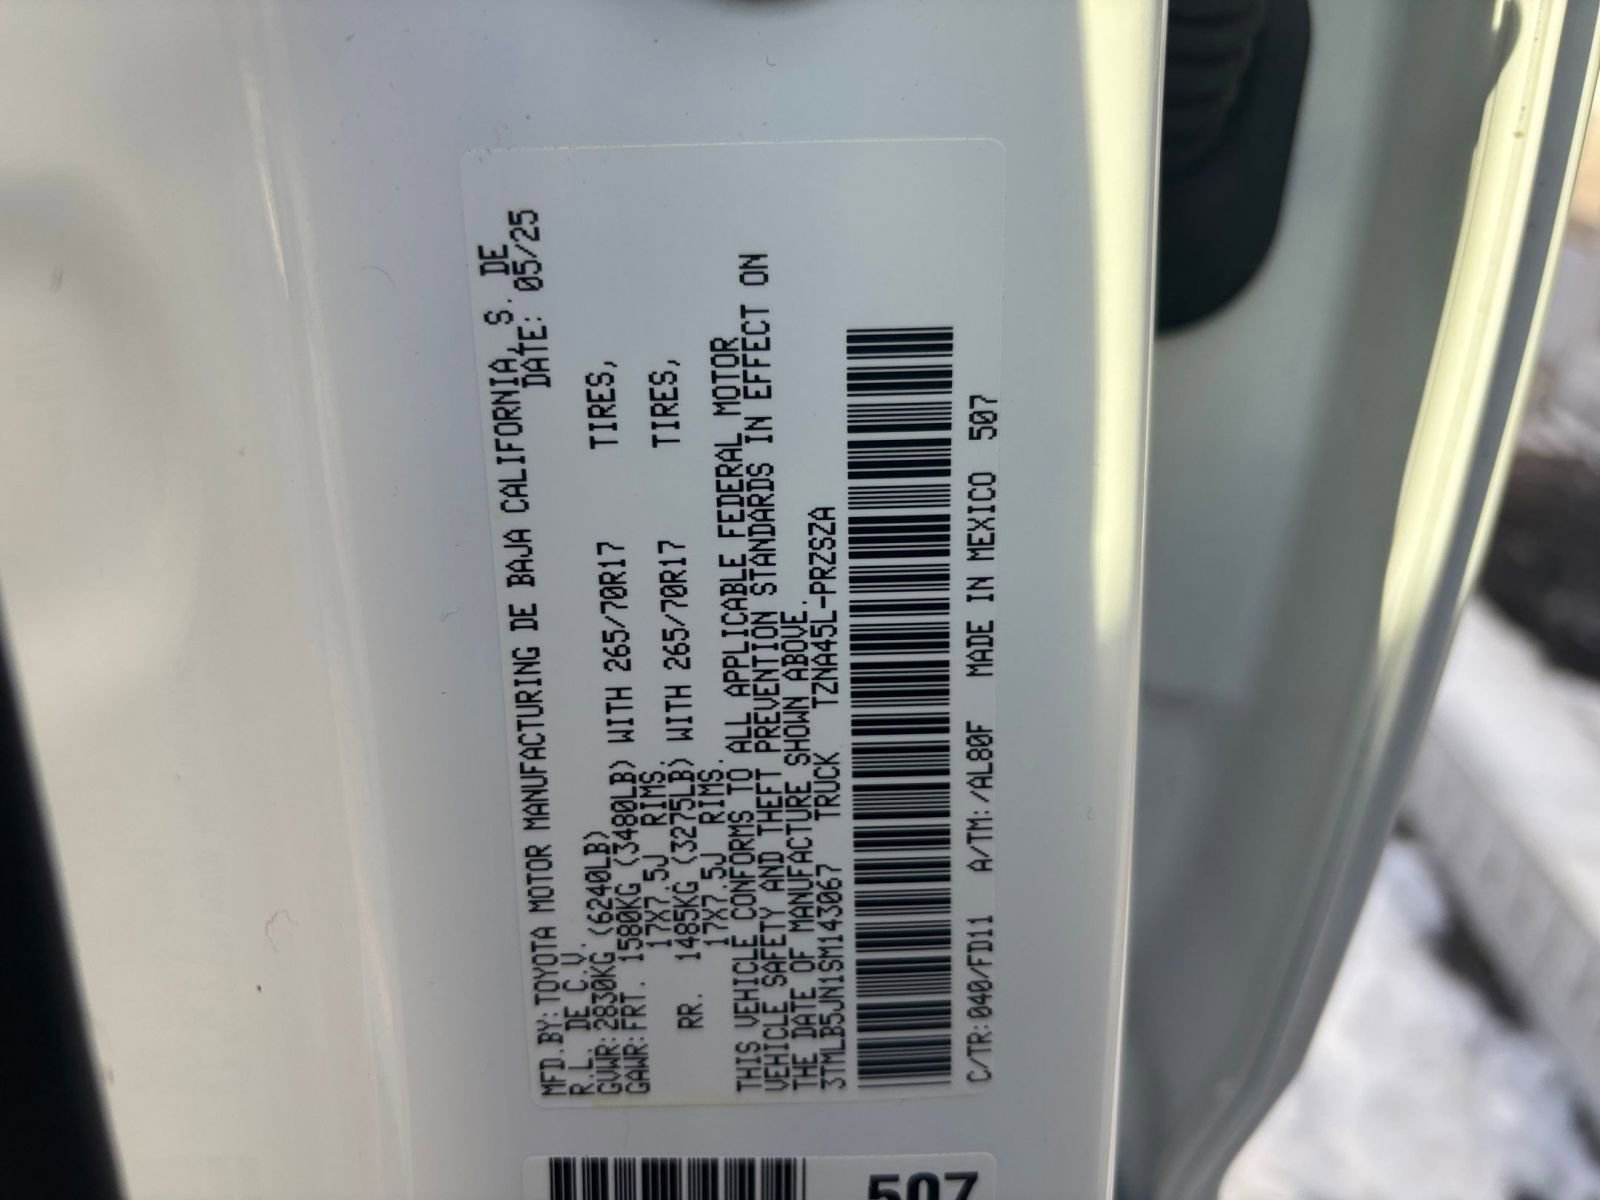 MFD.BY:TOYOTA MOTOR MANUFACTURING DE BAJA CALIFORNIA, S. DE
R.L. DE C.V. DATE: 05/25
GVWR:2830KG (6240LB)
GAWR:FRT. 1580KG (3480LB) WITH 265/70R17 TIRES,
17X7.5J RIMS.
RR. 1485KG (3275LB) WITH 265/70R17 TIRES,
17X7.5J RIMS.
THIS VEHICLE CONFORMS TO ALL APPLICABLE FEDERAL MOTOR
VEHICLE SAFETY AND THEFT PREVENTION STANDARDS IN EFFECT ON
THE DATE OF MANUFACTURE SHOWN ABOVE.
3TMLB5JN1SM143067 TRUCK TZNA45L-PRZSZA
C/TR:040/FD11 A/TM:/AL80F MADE IN MEXICO 507
507